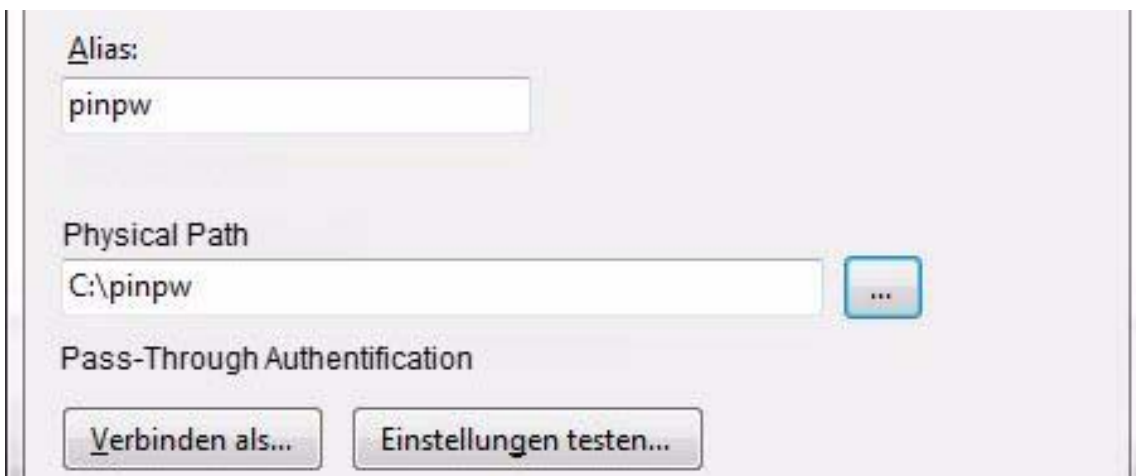 Alias:
pinpw
Physical Path
C:\pinpw
...
Pass-Through Authentification
Verbinden als...
Einstellungen testen...